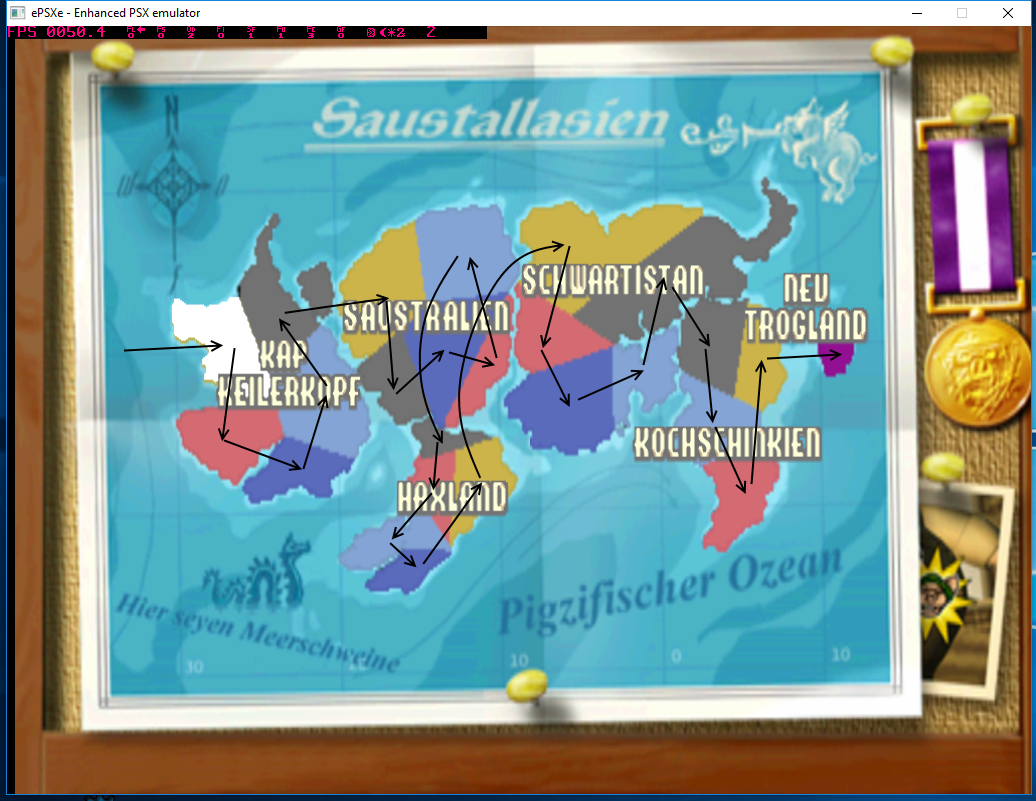 ePSXe - Enhanced PSX emulator
FPS 0050.4
Saustallasien
N
W
O
SCHWARTISTAN
NEU
TROGLAND
SAUSTRALIEN
KAP
KEILERKOPF
KOCHSCHINKIEN
HAXLAND
Hier seyen Meerschweine
Pigzifischer Ozean
30
10
0
10